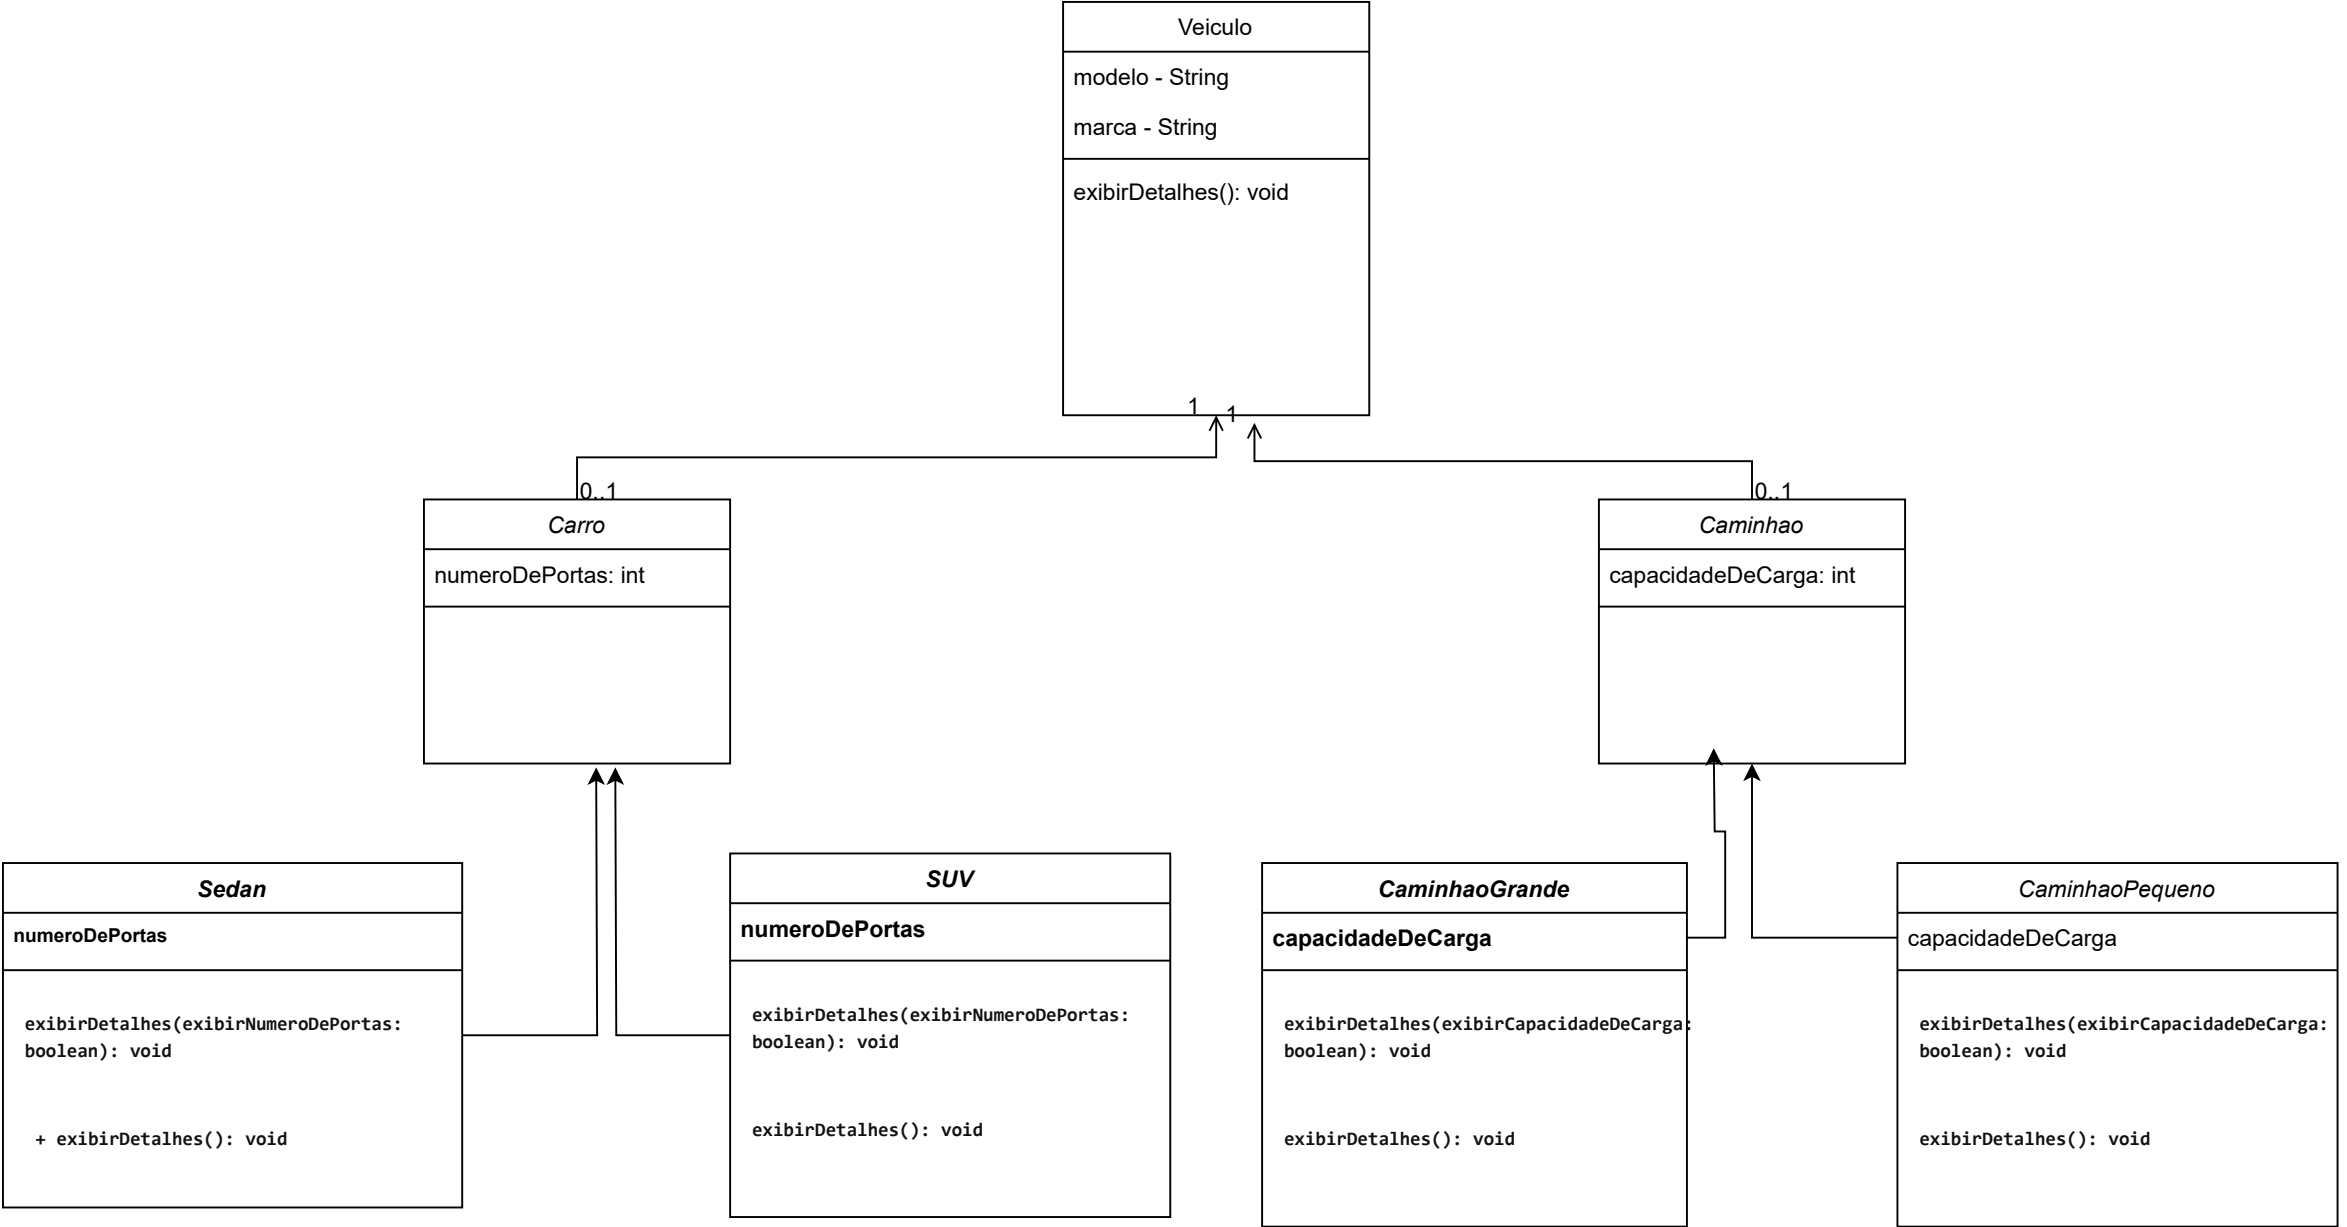 Veiculo
modelo - String
marca - String
exibirDetalhes(): void
1
1
0..1
0..1
Carro
numeroDePortas: int
Caminhao
capacidadeDeCarga: int
Sedan
numeroDePortas
exibirDetalhes(exibirNumeroDePortas:
boolean): void
+ exibirDetalhes(): void
SUV
numeroDePortas
exibirDetalhes(exibirNumeroDePortas:
boolean): void
exibirDetalhes(): void
CaminhaoGrande
capacidadeDeCarga
exibirDetalhes(exibirCapacidadeDeCarga:
boolean): void
exibirDetalhes(): void
CaminhaoPequeno
capacidadeDeCarga
exibirDetalhes(exibirCapacidadeDeCarga:
boolean): void
exibirDetalhes(): void